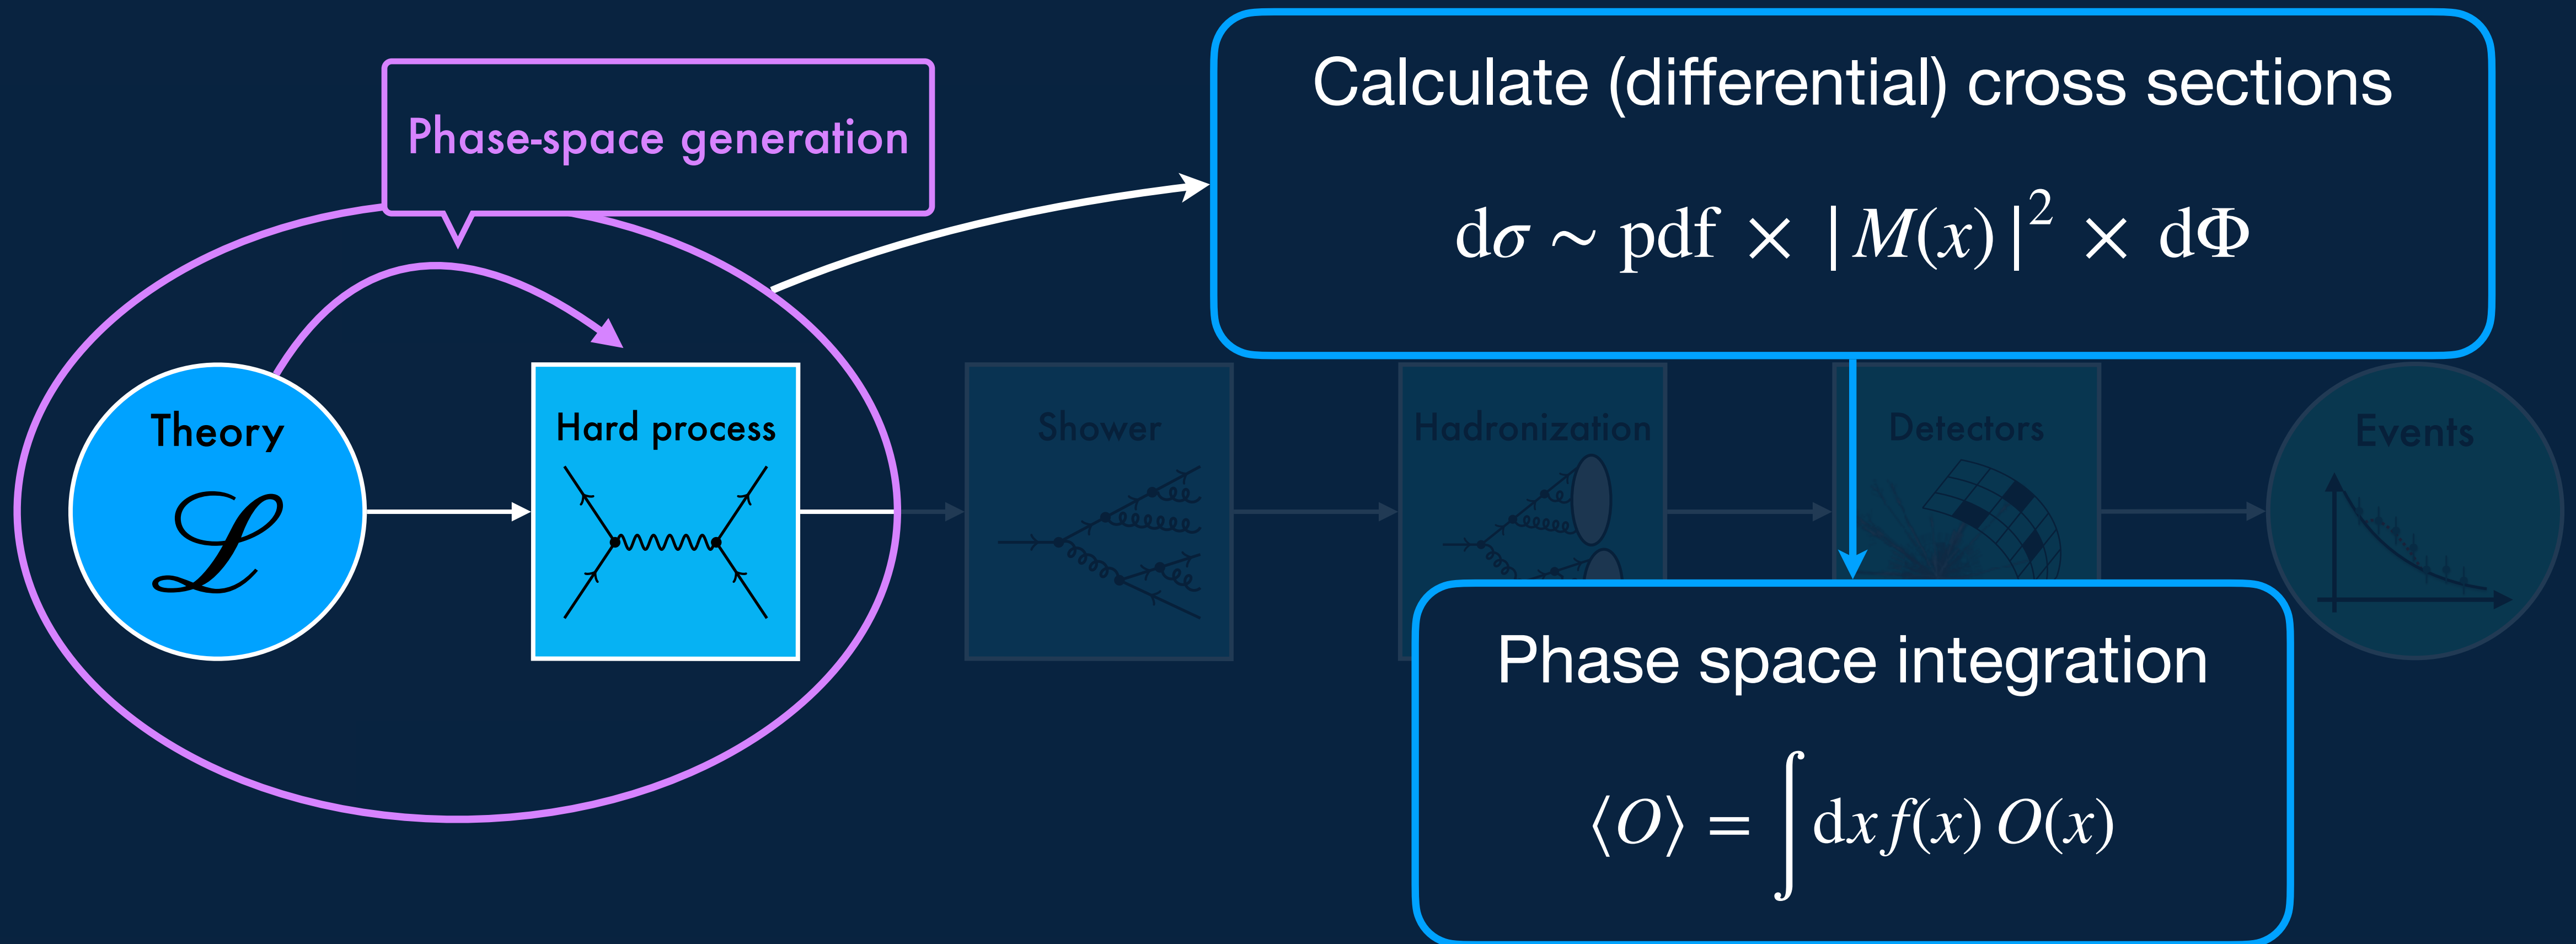 Calculate (differential) cross sections
Phase-space generation
dσ ~ pdf × |M(x)|² × dΦ
Theory
ℒ
Hard process
Shower
Hadronization
Detectors
Events
Phase space integration
⟨O⟩ = ∫ dx f(x) O(x)